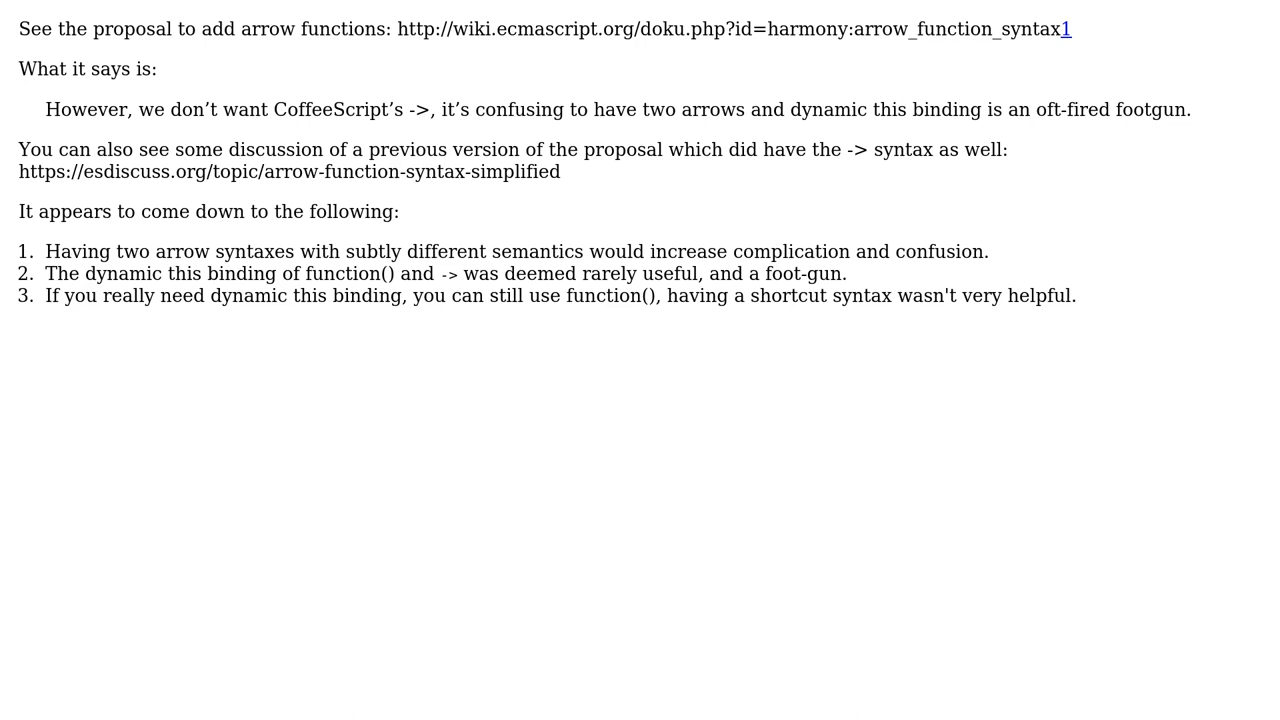 See the proposal to add arrow functions: http://wiki.ecmascript.org/doku.php?id=harmony:arrow_function_syntax1
What it says is:
However, we don’t want CoffeeScript’s ->, it’s confusing to have two arrows and dynamic this binding is an oft-fired footgun.
You can also see some discussion of a previous version of the proposal which did have the -> syntax as well:
https://esdiscuss.org/topic/arrow-function-syntax-simplified
It appears to come down to the following:
1. Having two arrow syntaxes with subtly different semantics would increase complication and confusion.
2. The dynamic this binding of function() and -> was deemed rarely useful, and a foot-gun.
3. If you really need dynamic this binding, you can still use function(), having a shortcut syntax wasn't very helpful.